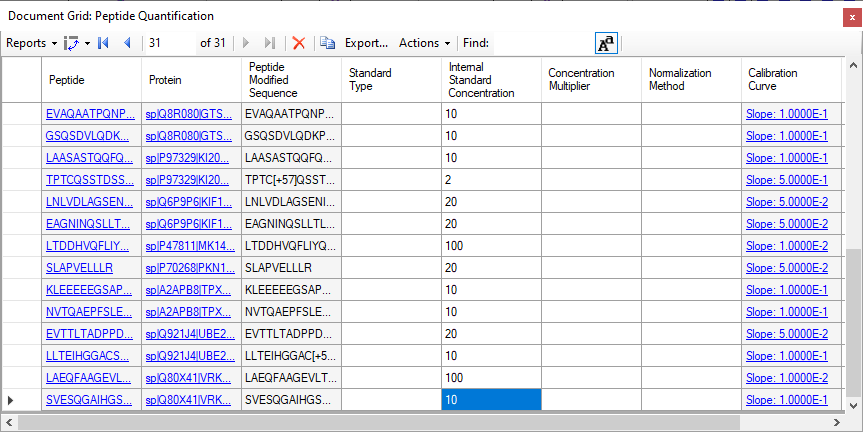 Document Grid: Peptide Quantification
x
Reports 31 of 31 Export... Actions Find: Aa
Peptide Protein Peptide Modified Sequence Standard Type Internal Standard Concentration Concentration Multiplier Normalization Method Calibration Curve
EVAQAATPQNP... sp|Q8R080|GTS... EVAQAATPQNP... 10 Slope: 1.0000E-1
GSQSDVLQDK... sp|Q8R080|GTS... GSQSDVLQDKP... 10 Slope: 1.0000E-1
LAASASTQQFQ... sp|P97329|KI20... LAASASTQQFQ... 10 Slope: 1.0000E-1
TPTCQSSTDSS... sp|P97329|KI20... TPTC[+57]QSST... 2 Slope: 5.0000E-1
LNLVDLAGSEN... sp|Q6P9P6|KIF1... LNLVDLAGSENI... 20 Slope: 5.0000E-2
EAGNINQSLLT... sp|Q6P9P6|KIF1... EAGNINQSLLTL... 20 Slope: 5.0000E-2
LTDDHVQFLIY... sp|P47811|MK14... LTDDHVQFLIYQ... 100 Slope: 1.0000E-2
SLAPVELLLR sp|P70268|PKN1... SLAPVELLLR 20 Slope: 5.0000E-2
KLEEEEEGSAP... sp|A2APB8|TPX... KLEEEEEGSAP... 10 Slope: 1.0000E-1
NVTQAEPFSLE... sp|A2APB8|TPX... NVTQAEPFSLE... 10 Slope: 1.0000E-1
EVTTLTADPPD... sp|Q921J4|UBE2... EVTTLTADPPD... 20 Slope: 5.0000E-2
LLTEIHGGACS... sp|Q921J4|UBE2... LLTEIHGGAC[+5... 10 Slope: 1.0000E-1
LAEQFAAGEVL... sp|Q80X41|VRK... LAEQFAAGEVLT... 100 Slope: 1.0000E-2
SVESQGAIHGS... sp|Q80X41|VRK... SVESQGAIHGS... 10 Slope: 1.0000E-1